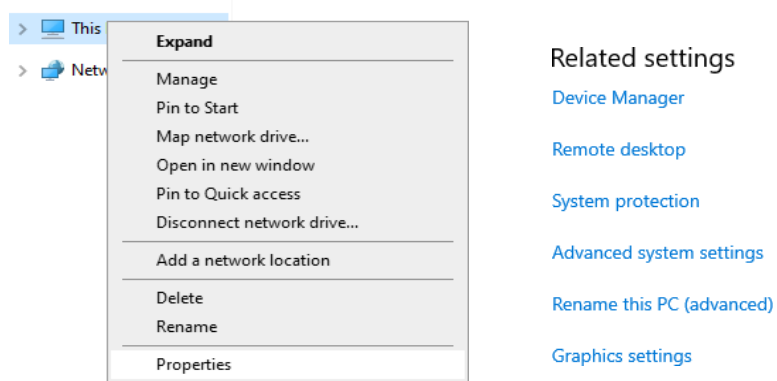 This
Netw
Expand
Manage
Pin to Start
Map network drive...
Open in new window
Pin to Quick access
Disconnect network drive...
Add a network location
Delete
Rename
Properties
Related settings
Device Manager
Remote desktop
System protection
Advanced system settings
Rename this PC (advanced)
Graphics settings